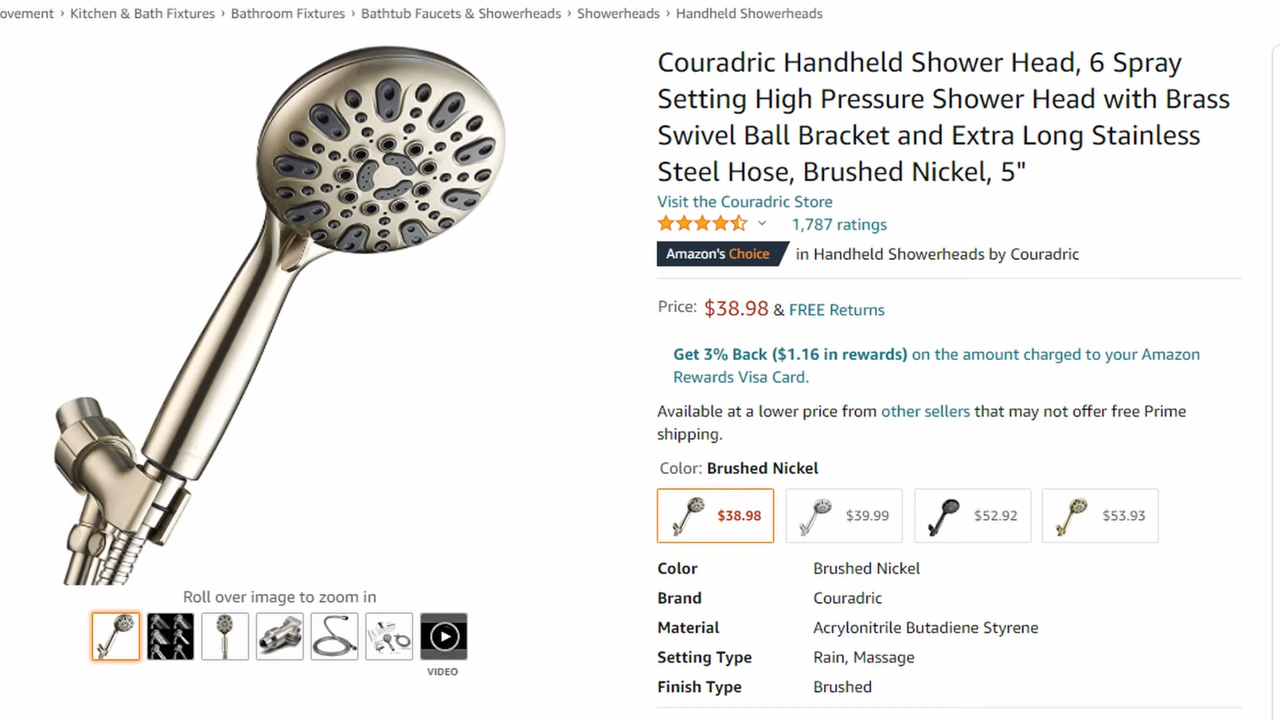 ovement › Kitchen & Bath Fixtures › Bathroom Fixtures › Bathtub Faucets & Showerheads › Showerheads › Handheld Showerheads
Couradric Handheld Shower Head, 6 Spray
Setting High Pressure Shower Head with Brass
Swivel Ball Bracket and Extra Long Stainless
Steel Hose, Brushed Nickel, 5"
Visit the Couradric Store
1,787 ratings
Amazon's Choice in Handheld Showerheads by Couradric
Price: $38.98 & FREE Returns
Get 3% Back ($1.16 in rewards) on the amount charged to your Amazon
Rewards Visa Card.
Available at a lower price from other sellers that may not offer free Prime
shipping.
Color: Brushed Nickel
$38.98 $39.99 $52.92 $53.93
Color Brushed Nickel
Brand Couradric
Material Acrylonitrile Butadiene Styrene
Setting Type Rain, Massage
Finish Type Brushed
Roll over image to zoom in
VIDEO